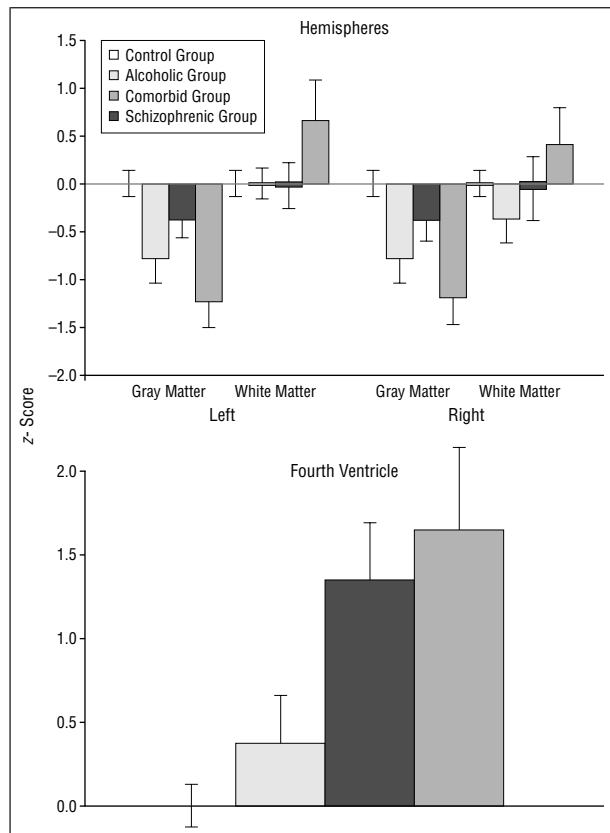 Hemispheres
1.5
1.0
0.5
0.0
–0.5
–1.0
–1.5
–2.0
Control Group
Alcoholic Group
Comorbid Group
Schizophrenic Group
Gray Matter White Matter Gray Matter White Matter
Left Right
z- Score
Fourth Ventricle
2.0
1.5
1.0
0.5
0.0